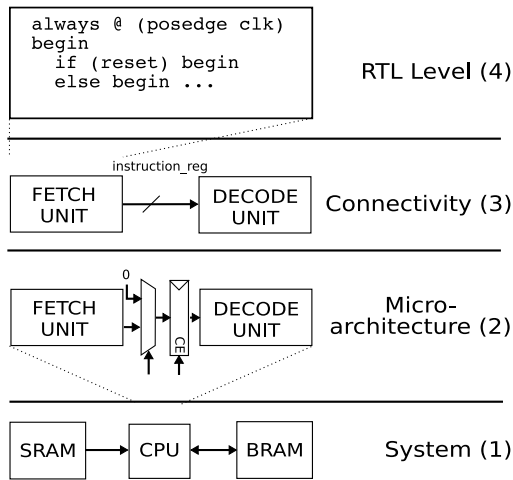 always @ (posedge clk)
begin
if (reset) begin
else begin ...
RTL Level (4)
instruction_reg
FETCH
UNIT
DECODE
UNIT
Connectivity (3)
0
FETCH
UNIT
CE
DECODE
UNIT
Micro-
architecture (2)
SRAM
CPU
BRAM
System (1)